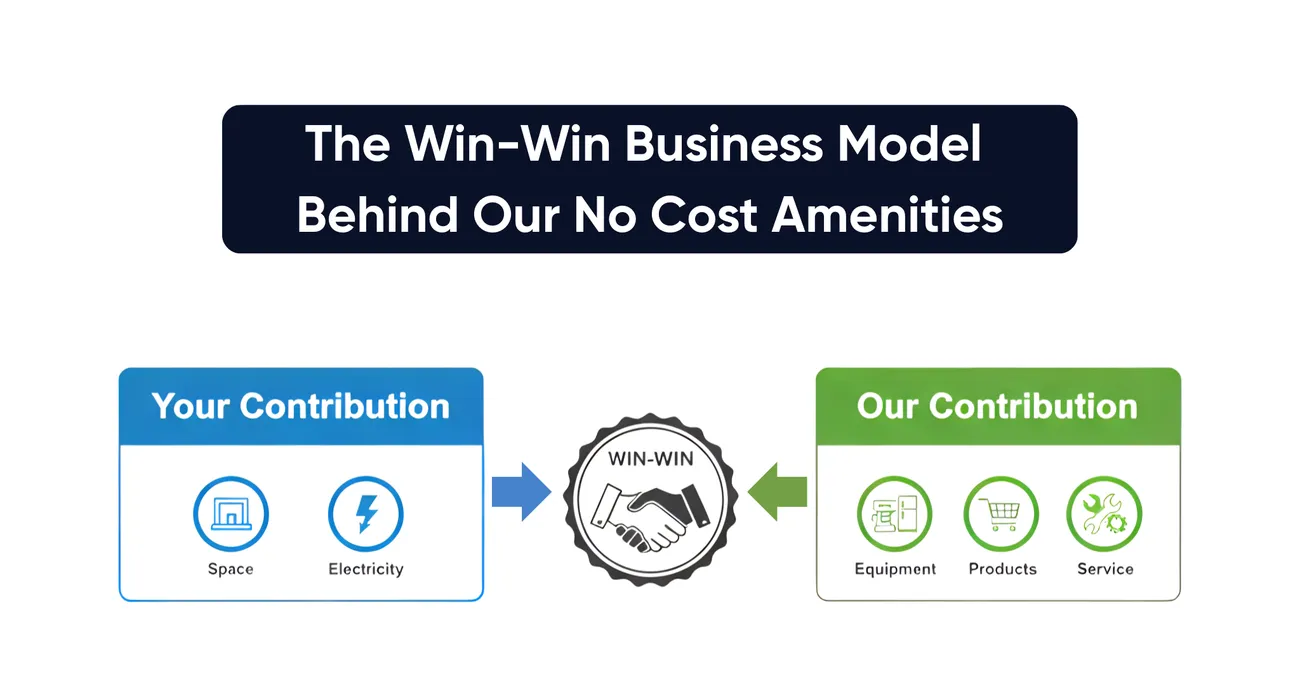 The Win-Win Business Model
Behind Our No Cost Amenities
Your Contribution
Space
Electricity
WIN-WIN
Our Contribution
Equipment
Products
Service